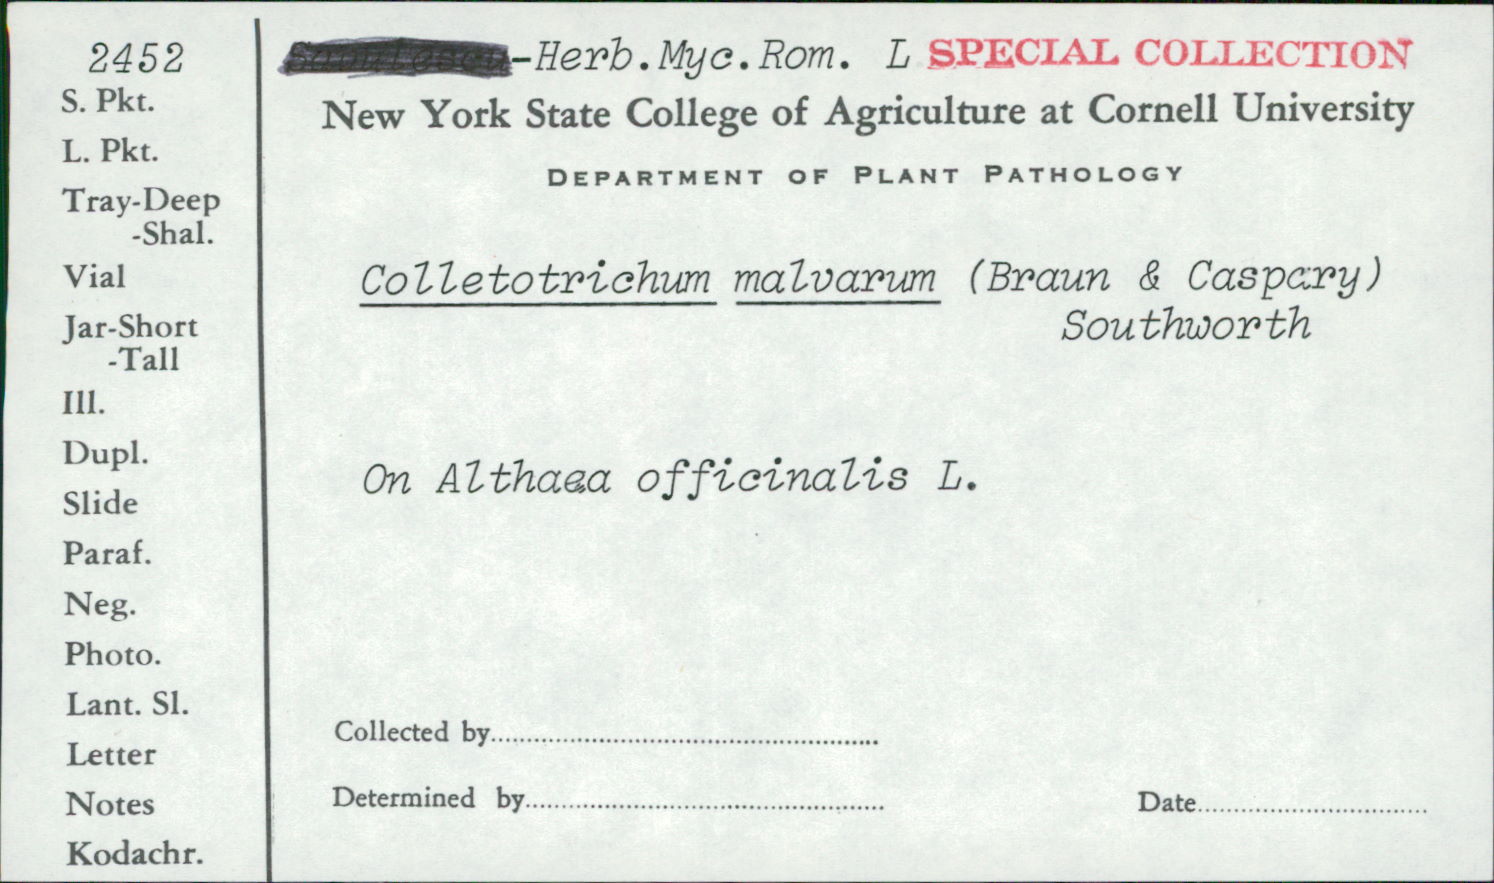 2452
S. Pkt.
L. Pkt.
Tray-Deep
-Shal.
Vial
Jar-Short
-Tall
Ill.
Dupl.
Slide
Paraf.
Neg.
Photo.
Lant. Sl.
Letter
Notes
Kodachr.
-Herb.Myc.Rom. L SPECIAL COLLECTION
New York State College of Agriculture at Cornell University
DEPARTMENT OF PLANT PATHOLOGY
Colletotrichum malvarum (Braun & Caspary)
Southworth
On Althaea officinalis L.
Collected by
Determined by
Date